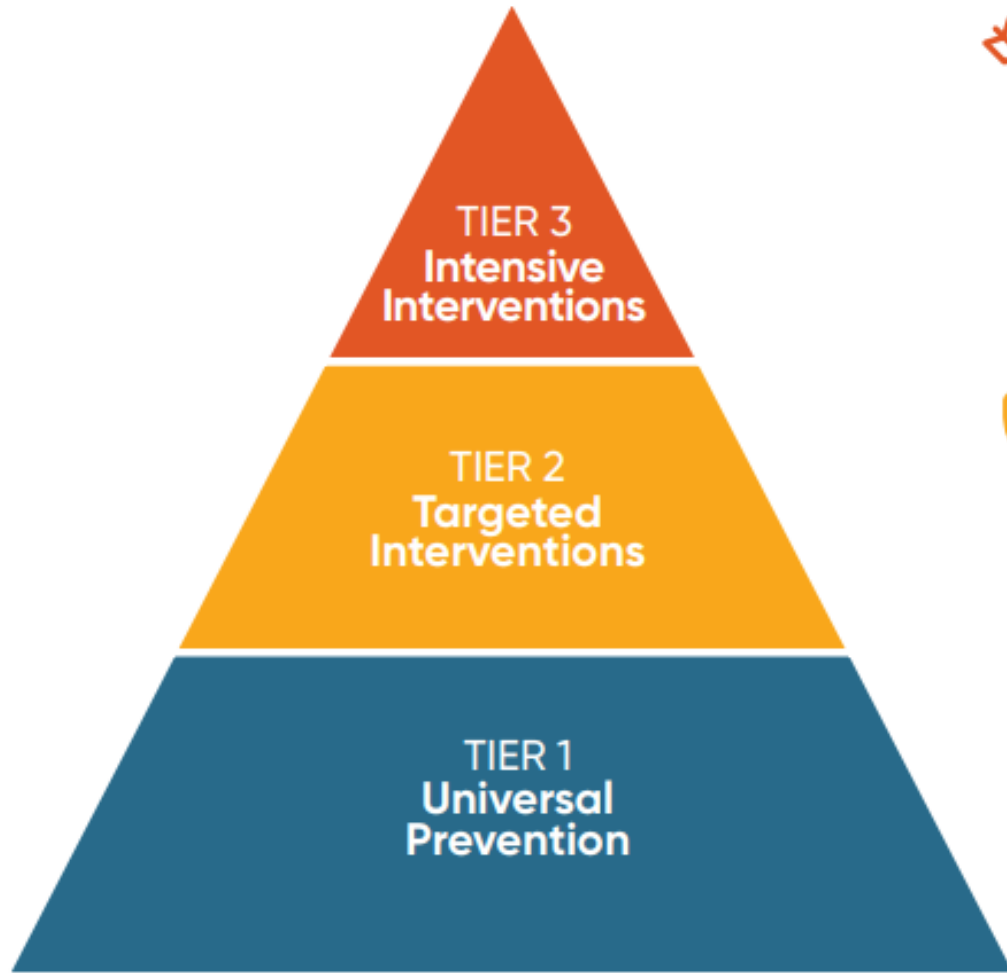 TIER 3
Intensive
Interventions
TIER 2
Targeted
Interventions
TIER 1
Universal
Prevention